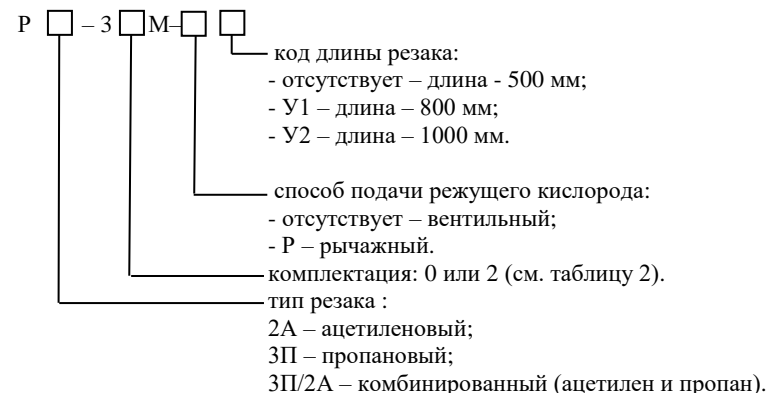 Р – 3 М–
код длины резака:
- отсутствует – длина - 500 мм;
- У1 – длина – 800 мм;
- У2 – длина – 1000 мм.
способ подачи режущего кислорода:
- отсутствует – вентильный;
- Р – рычажный.
комплектация: 0 или 2 (см. таблицу 2).
тип резака :
2А – ацетиленовый;
3П – пропановый;
3П/2А – комбинированный (ацетилен и пропан).